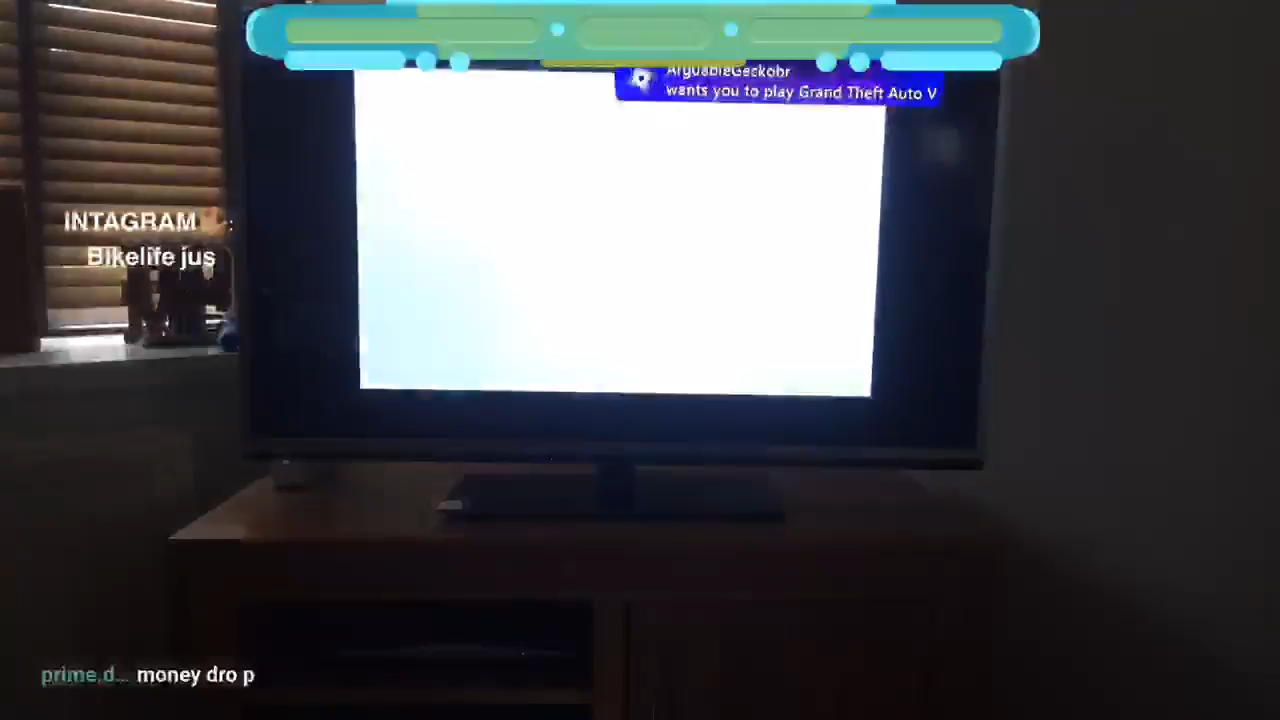 ArguableGeckobr
wants you to play Grand Theft Auto V
INTAGRAM
Bikelife jus
prime.d... money dro p